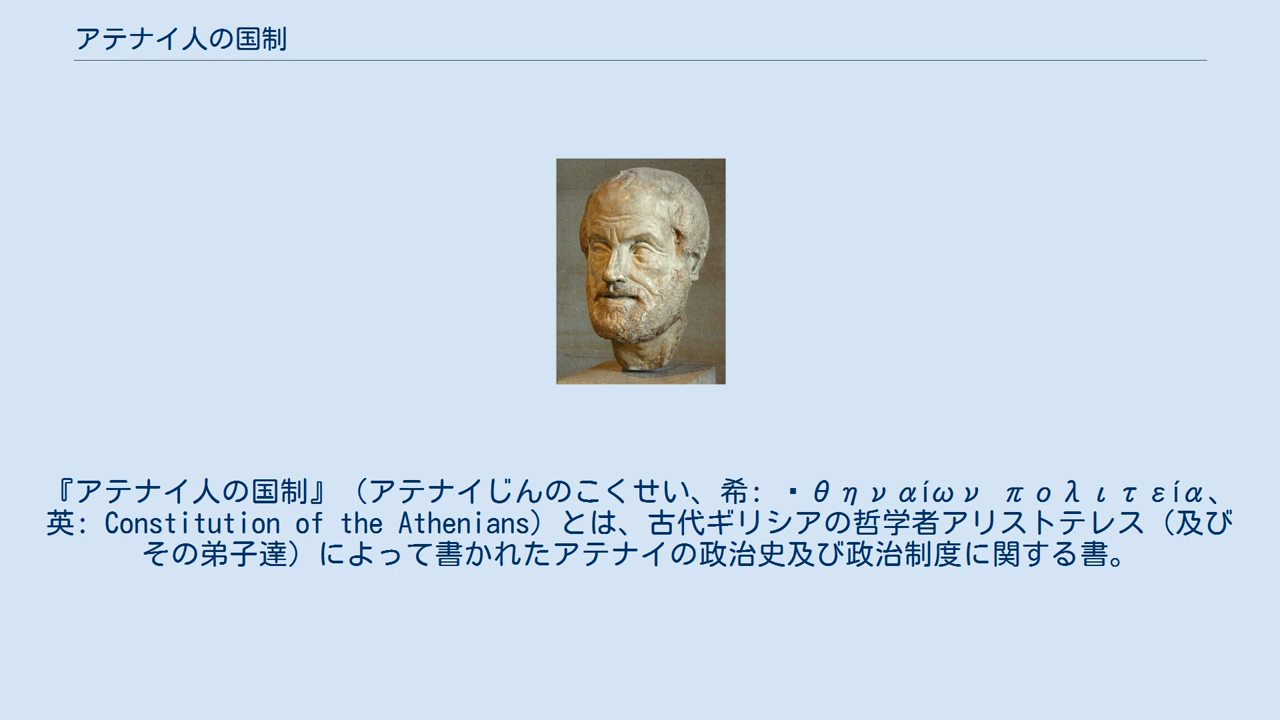 アテナイ人の国制
『アテナイ人の国制』（アテナイじんのこくせい、希: ・θηναίων πολιτεία、
英: Constitution of the Athenians）とは、古代ギリシアの哲学者アリストテレス（及び
その弟子達）によって書かれたアテナイの政治史及び政治制度に関する書。